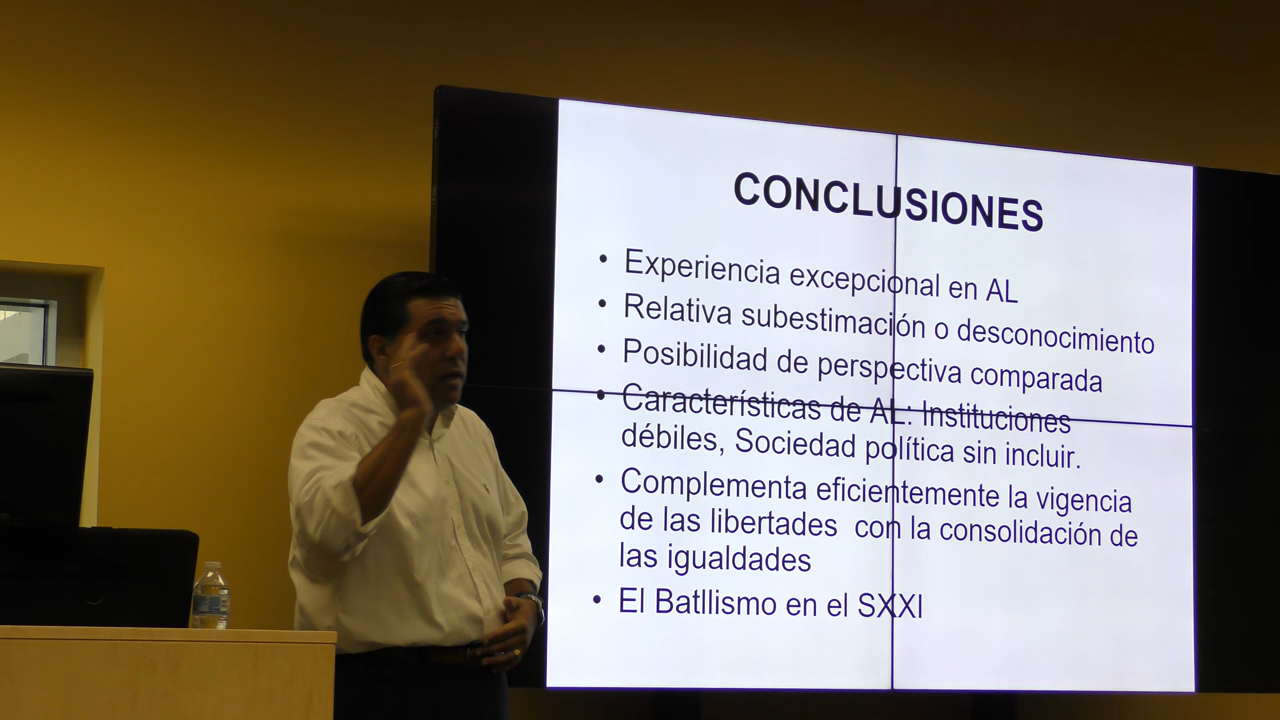 CONCLUSIONES
• Experiencia excepcional en AL
• Relativa subestimación o desconocimiento
• Posibilidad de perspectiva comparada
• Características de AL: Instituciones
débiles, Sociedad política sin incluir.
• Complementa eficientemente la vigencia
de las libertades con la consolidación de
las igualdades
• El Batllismo en el SXXI